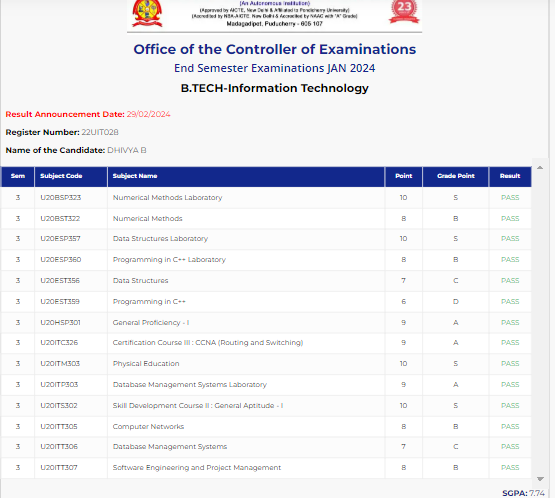 (An Autonomous Institution)
(Approved by AICTE, New Delhi & Affiliated to Pondicherry University)
(Accredited by NBA-AICTE, New Delhi & Accredited by NAAC with "A" Grade)
Madagadipet, Puducherry - 605 107
23
Office of the Controller of Examinations
End Semester Examinations JAN 2024
B.TECH-Information Technology
Result Announcement Date: 29/02/2024
Register Number: 22UIT028
Name of the Candidate: DHIVYA B
Sem Subject Code Subject Name Point Grade Point Result
3 U20BSP323 Numerical Methods Laboratory 10 S PASS
3 U20BST322 Numerical Methods 8 B PASS
3 U20ESP357 Data Structures Laboratory 10 S PASS
3 U20ESP360 Programming in C++ Laboratory 8 B PASS
3 U20EST356 Data Structures 7 C PASS
3 U20EST359 Programming in C++ 6 D PASS
3 U20HSP301 General Proficiency - I 9 A PASS
3 U20ITC326 Certification Course III : CCNA (Routing and Switching) 9 A PASS
3 U20ITM303 Physical Education 10 S PASS
3 U20ITP303 Database Management Systems Laboratory 9 A PASS
3 U20ITS302 Skill Development Course II : General Aptitude - I 10 S PASS
3 U20ITT305 Computer Networks 8 B PASS
3 U20ITT306 Database Management Systems 7 C PASS
3 U20ITT307 Software Engineering and Project Management 8 B PASS
SGPA: 7.74